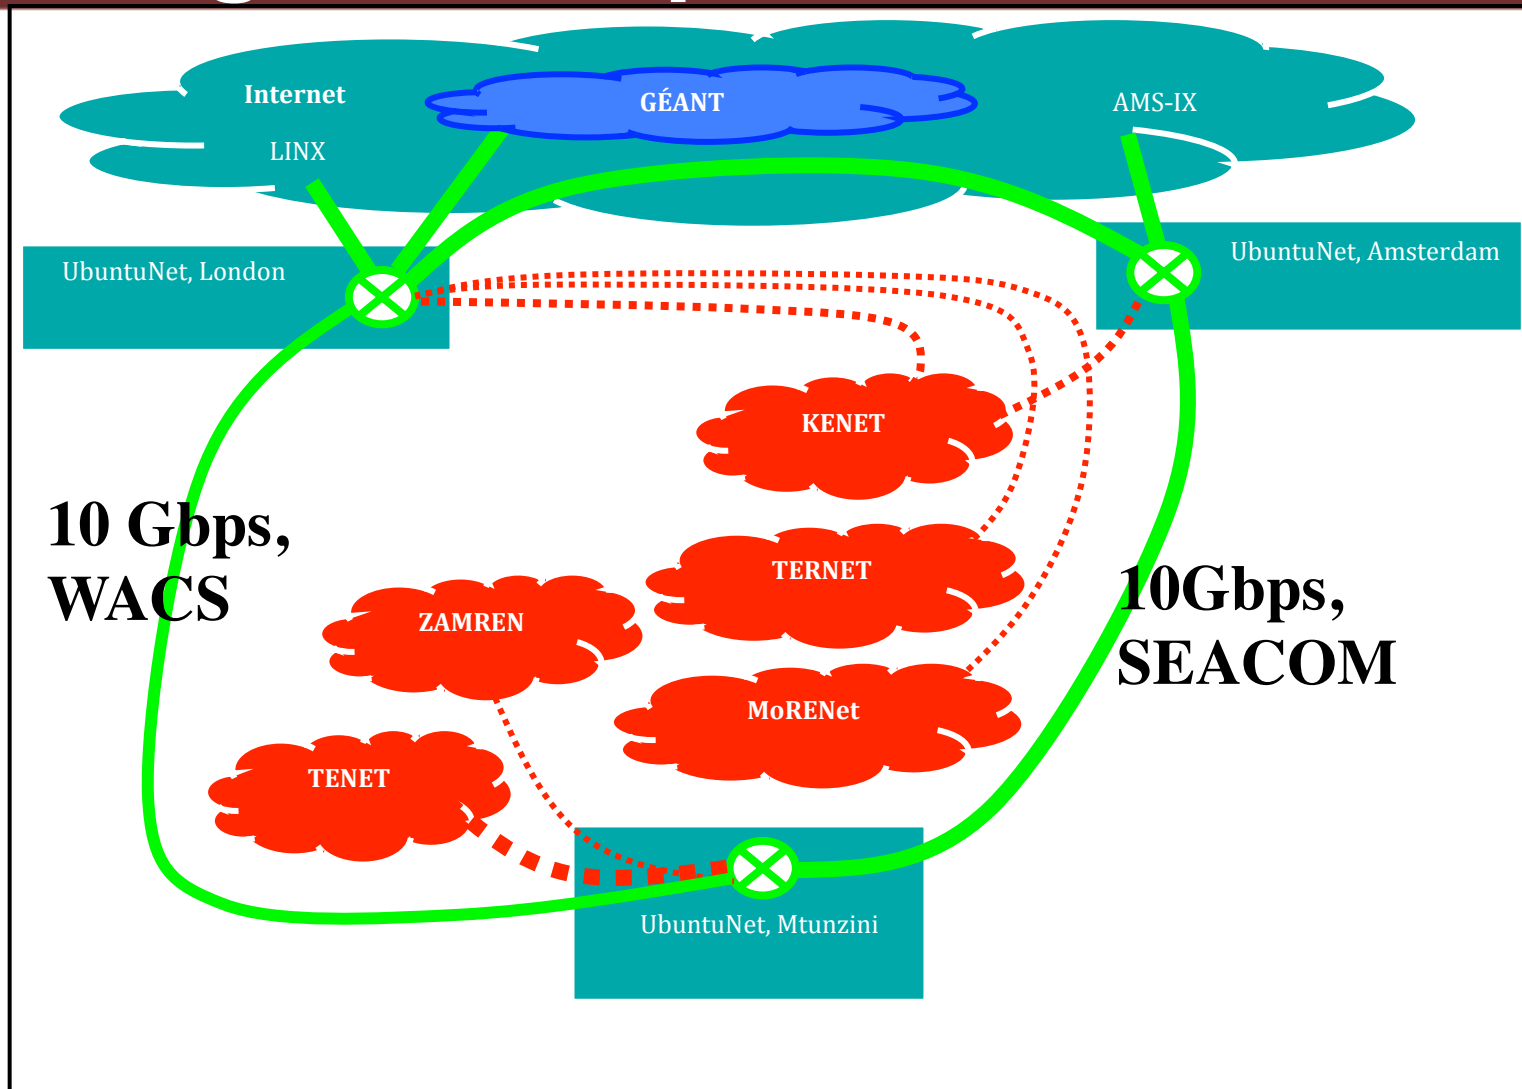 Internet
GÉANT
AMS-IX
LINX
UbuntuNet, London
UbuntuNet, Amsterdam
KENET
10 Gbps,
WACS
TERNET
10Gbps,
SEACOM
ZAMREN
MoRENet
TENET
UbuntuNet, Mtunzini